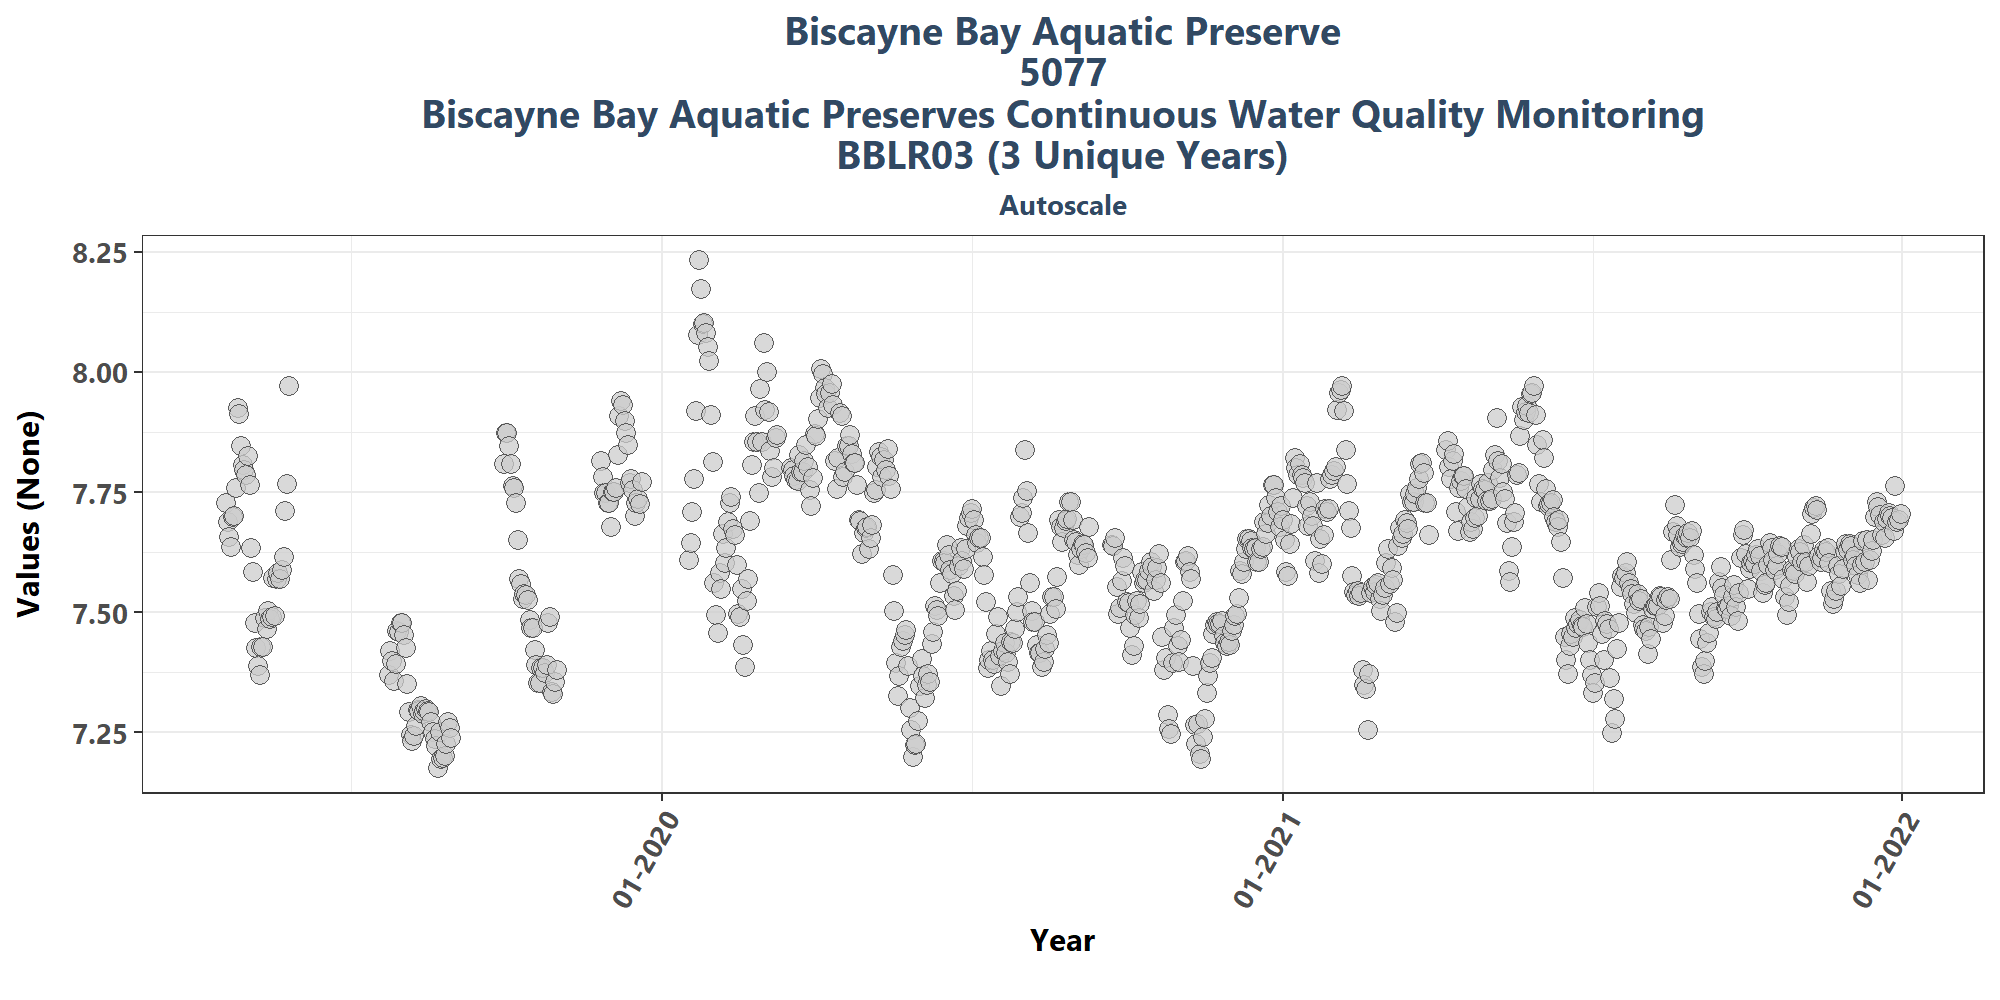 Biscayne Bay Aquatic Preserve
5077
Biscayne Bay Aquatic Preserves Continuous Water Quality Monitoring
BBLR03 (3 Unique Years)
Autoscale
8.25
8.00
7.75
7.50
7.25
Values (None)
01-2020
01-2021
01-2022
Year